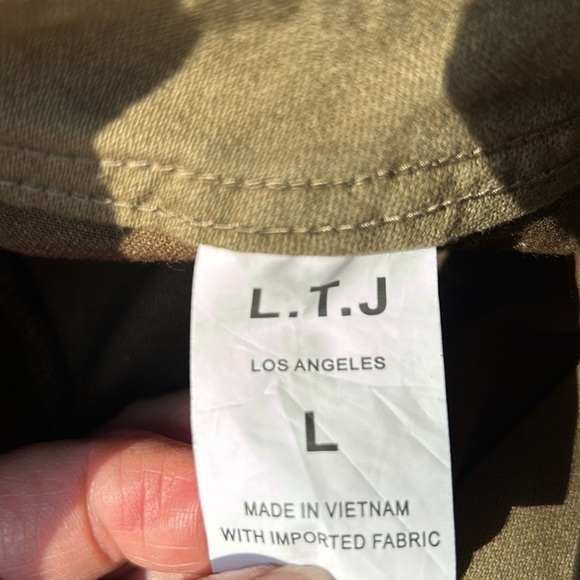 L.T.J
LOS ANGELES
L
MADE IN VIETNAM
WITH IMPORTED FABRIC